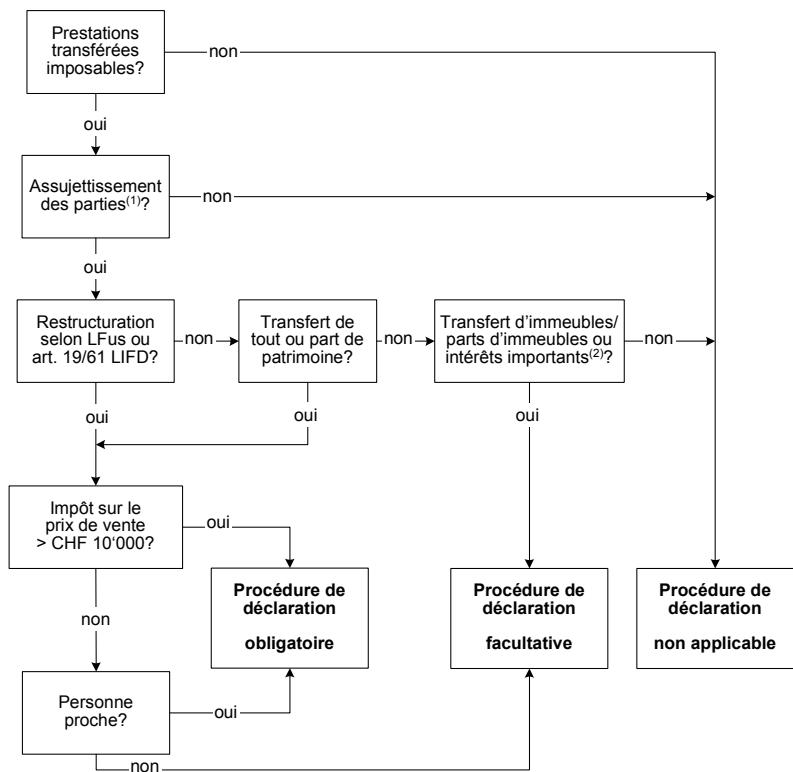 Prestations
transférées
imposables?
non
oui
Assujettissement
des parties(1)?
non
oui
Restructuration
selon LFus ou
art. 19/61 LIFD?
non
Transfert de
tout ou part de
patrimoine?
non
Transfert d'immeubles/
parts d'immeubles ou
intérêts importants(2)?
non
oui
oui
oui
Impôt sur le
prix de vente
> CHF 10‘000?
oui
Procédure de
déclaration
obligatoire
Procédure de
déclaration
facultative
Procédure de
déclaration
non applicable
non
Personne
proche?
oui
non